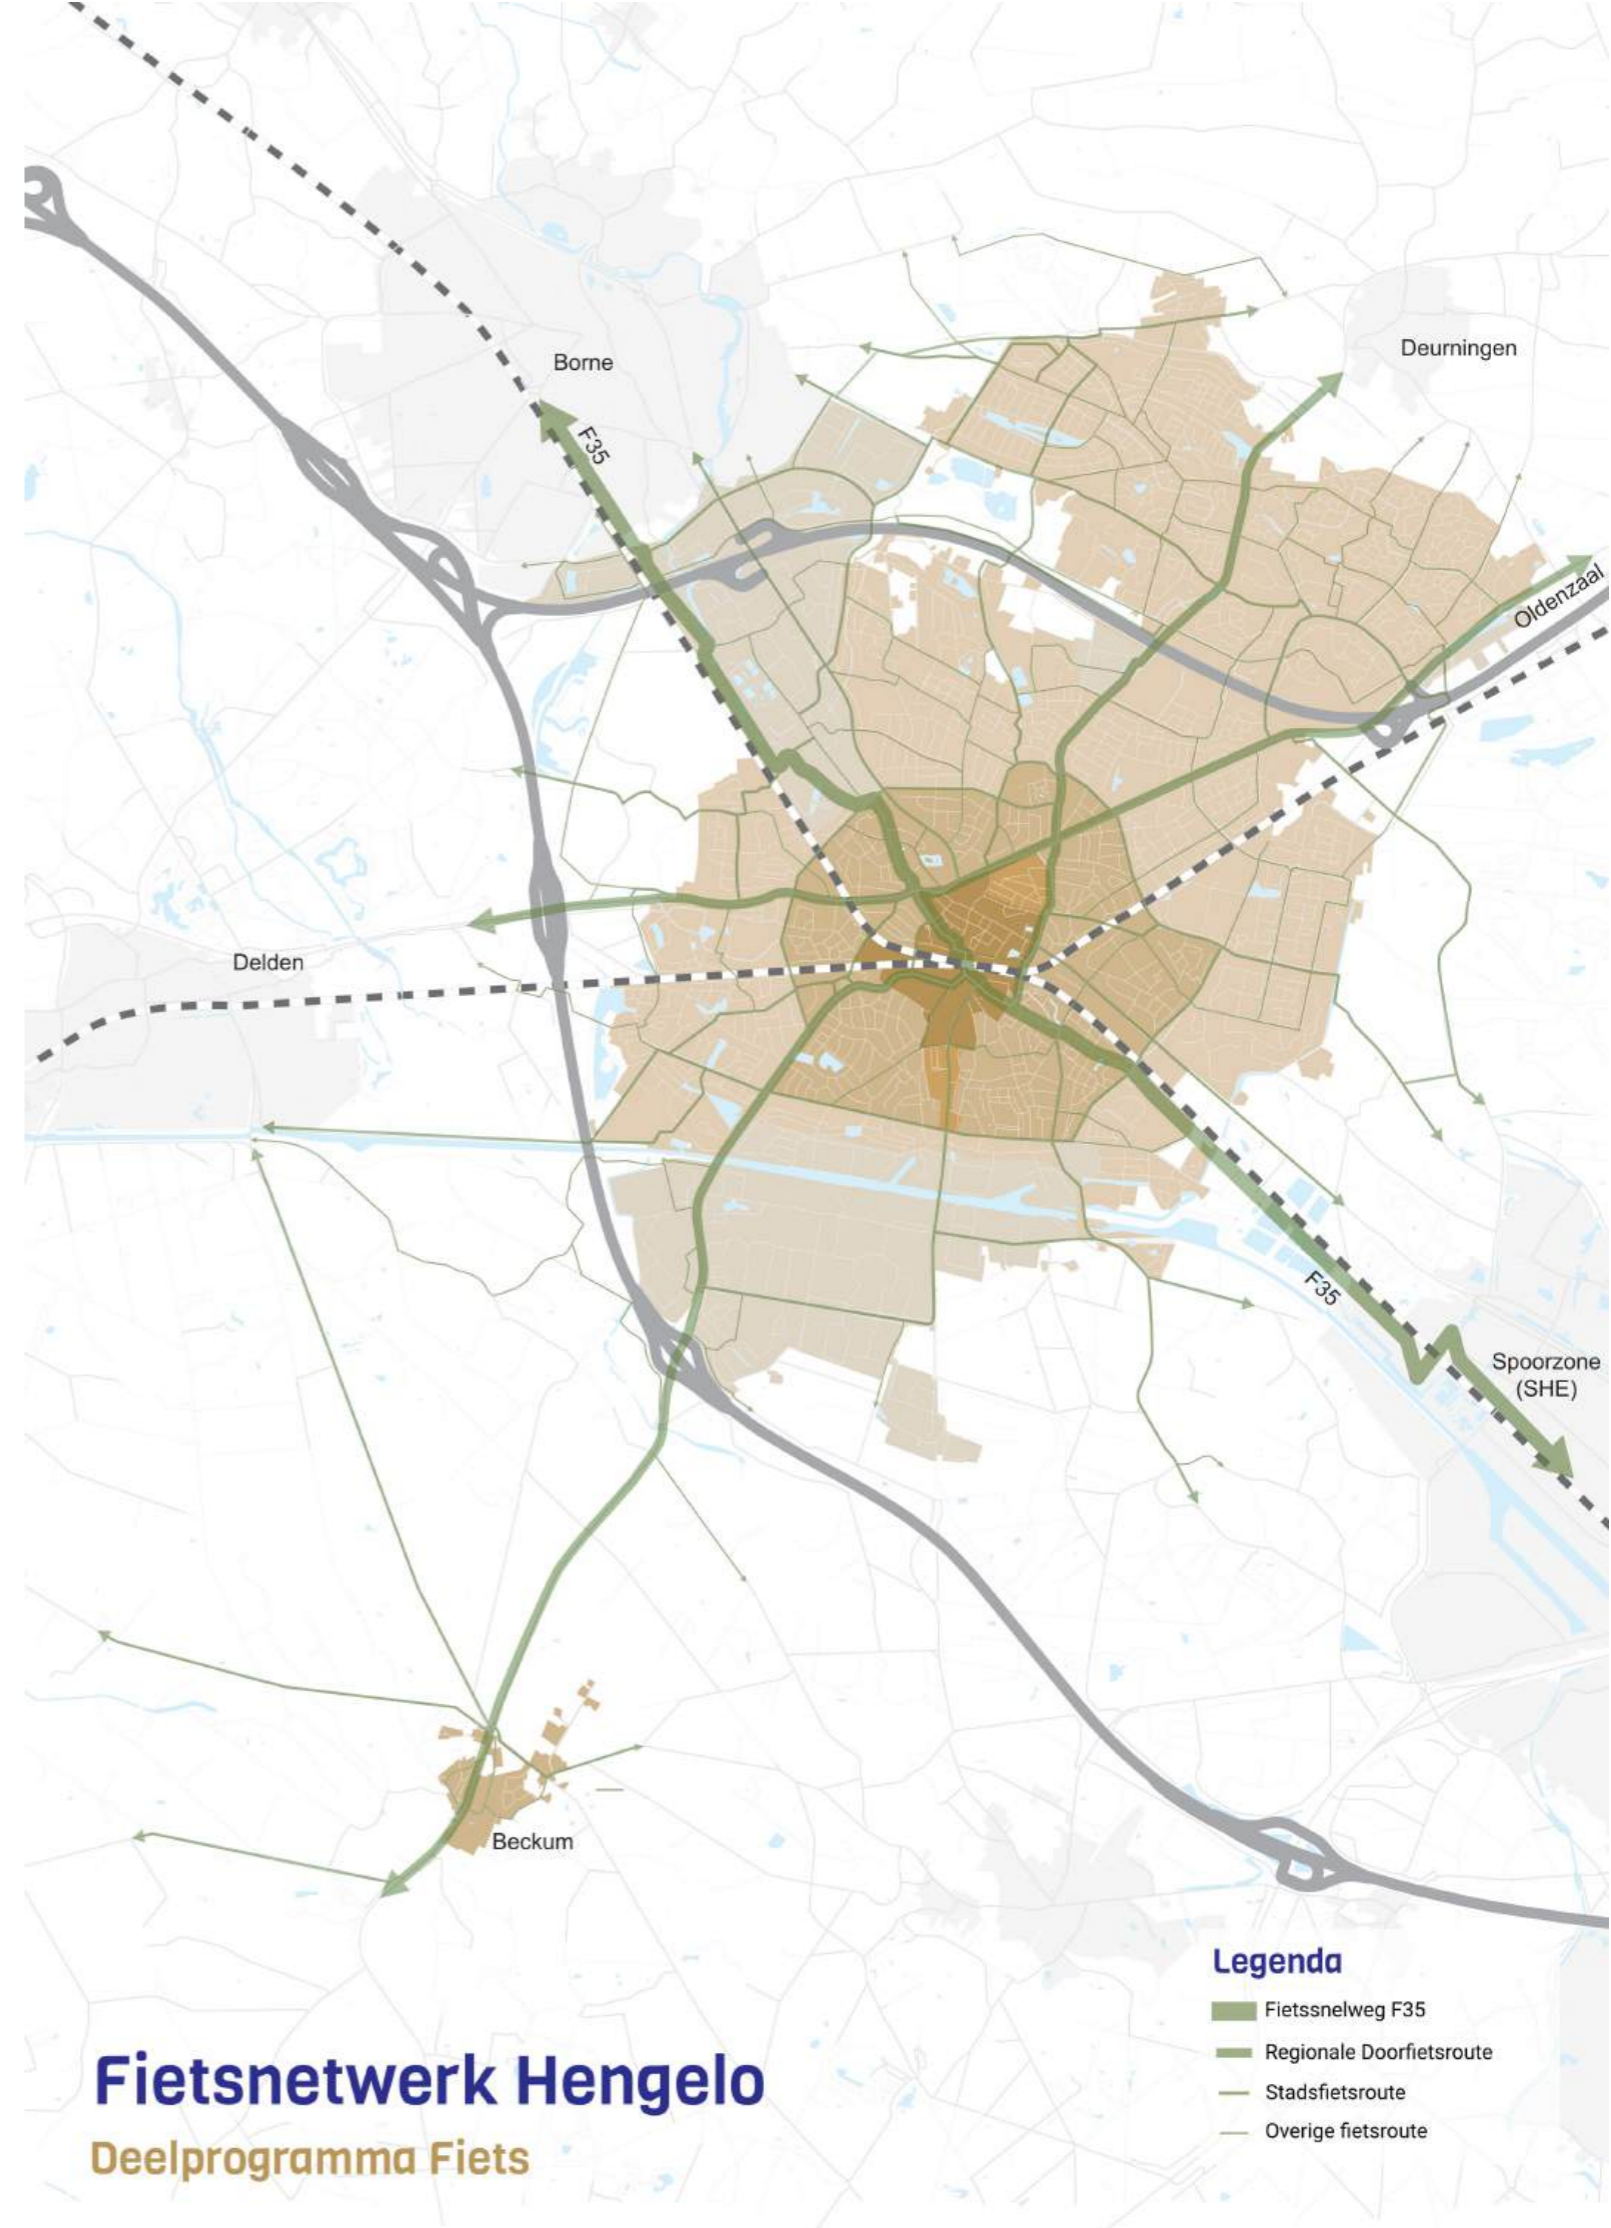 Borne
Deurningen
F35
Oldenzaal
Delden
F35
Spoorzone
(SHE)
Beckum
Legenda
Fietssnelweg F35
Regionale Doorfietsroute
Stadsfietsroute
Overige fietsroute
Fietsnetwerk Hengelo
Deelprogramma Fiets